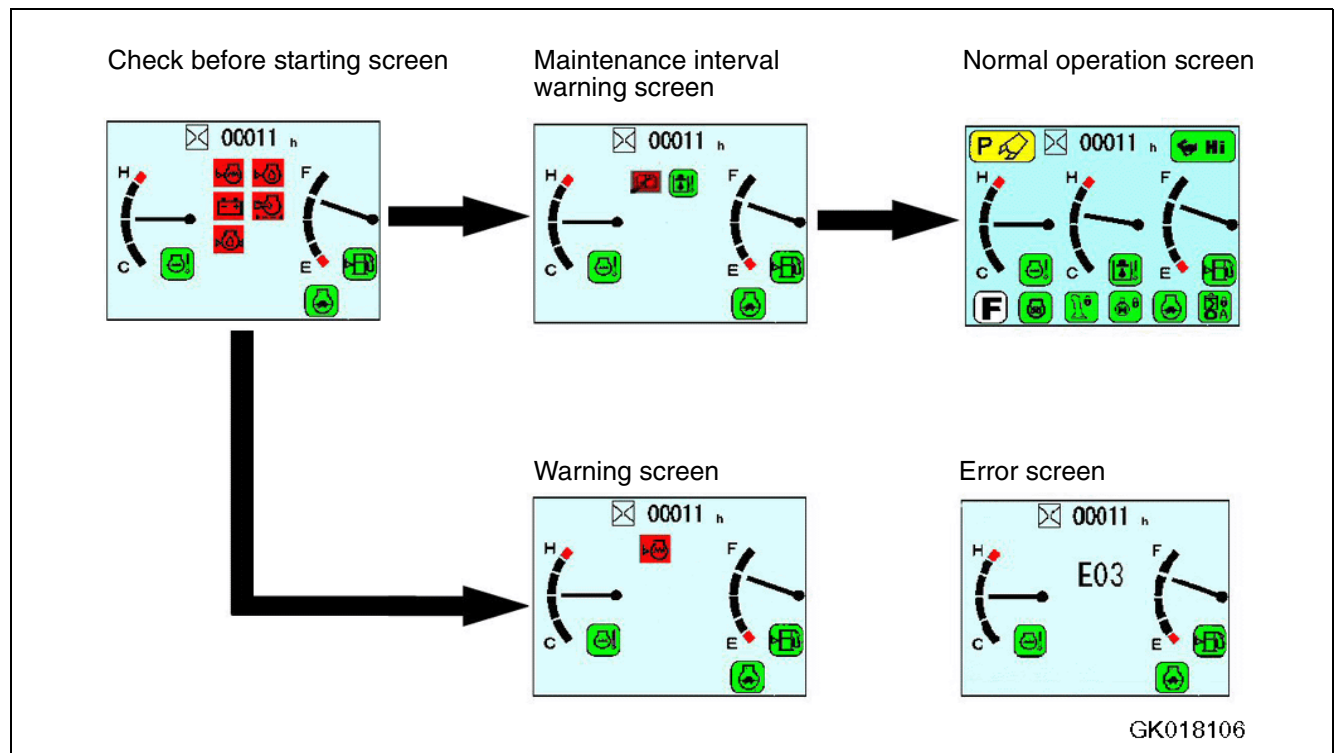 Check before starting screen
00011 h
H
C
F
E
Maintenance interval
warning screen
00011 h
H
C
F
E
Normal operation screen
P
00011 h
Hi
H
C
H
C
F
E
F
A
Warning screen
00011 h
H
C
F
E
Error screen
00011 h
H
C
E03
F
E
GK018106